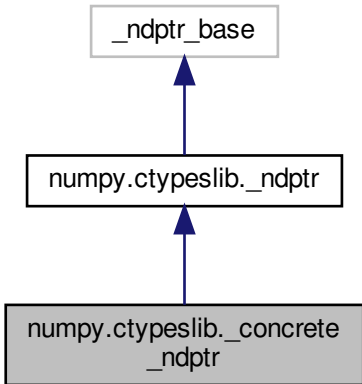 _ndptr_base
numpy.ctypeslib._ndptr
numpy.ctypeslib._concrete
_ndptr